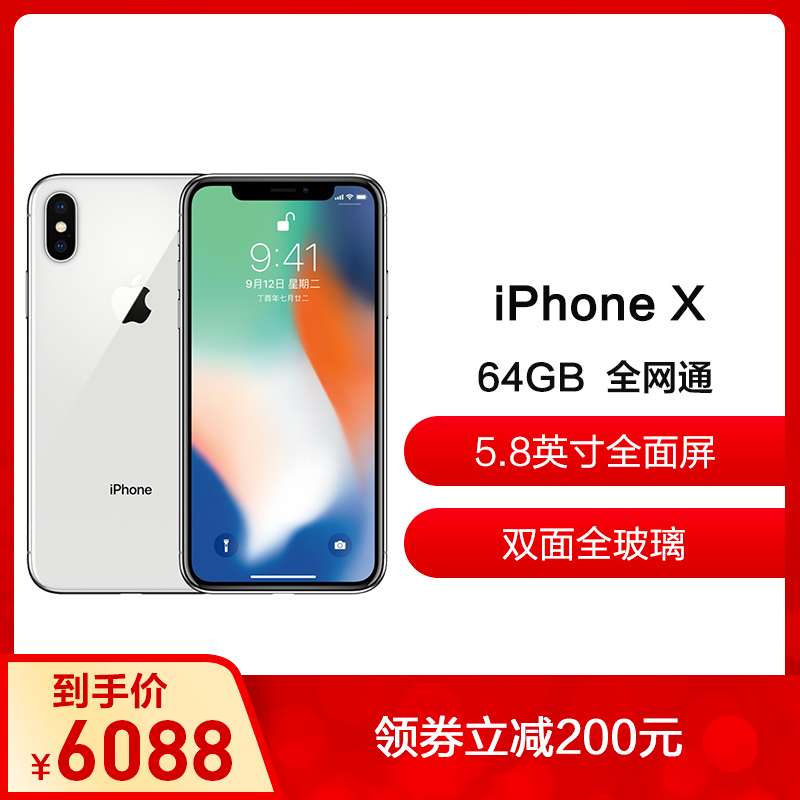 9:41
9月12日 星期二
丁酉年七月廿二
iPhone
iPhone X
64GB 全网通
5.8英寸全面屏
双面全玻璃
到手价
¥6088
领券立减200元